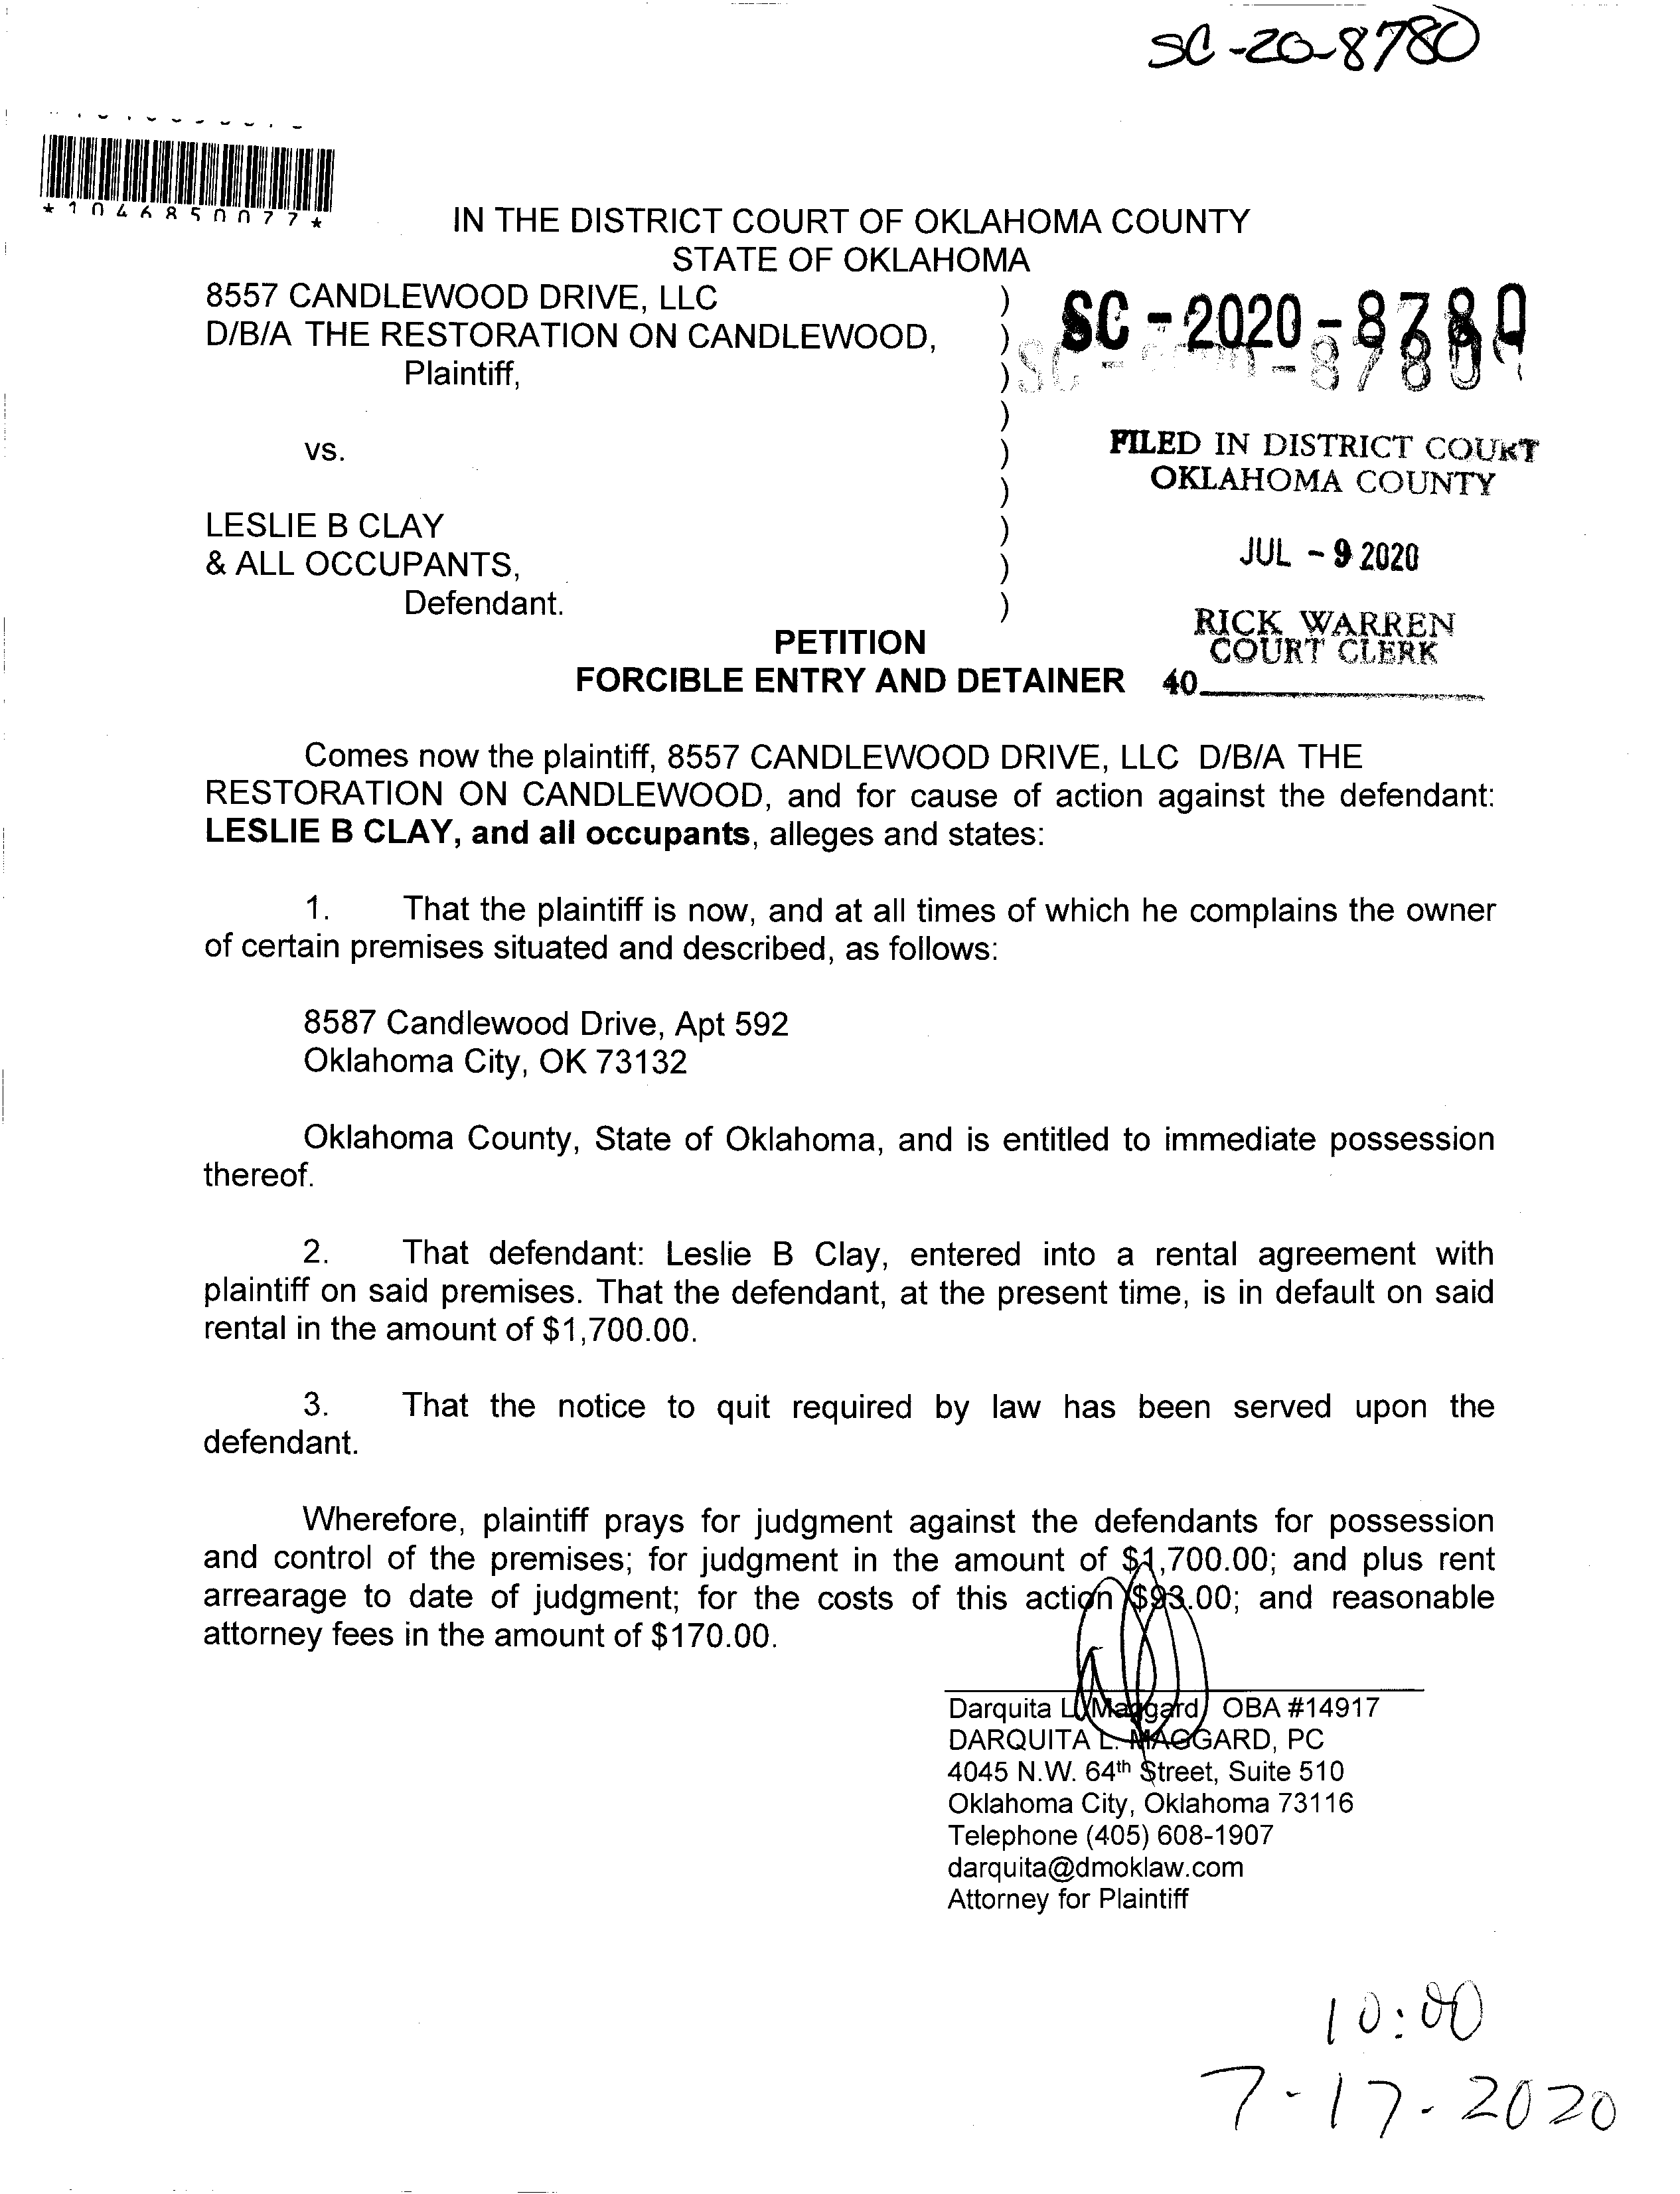 SC-20-8780
*1046850077*
IN THE DISTRICT COURT OF OKLAHOMA COUNTY
STATE OF OKLAHOMA
8557 CANDLEWOOD DRIVE, LLC )
D/B/A THE RESTORATION ON CANDLEWOOD, )
Plaintiff, )
)
vs. )
)
LESLIE B CLAY )
& ALL OCCUPANTS, )
Defendant. )
SC-2020-8780
FILED IN DISTRICT COURT
OKLAHOMA COUNTY
JUL - 9 2020
RICK WARREN
COURT CLERK
40
PETITION
FORCIBLE ENTRY AND DETAINER
Comes now the plaintiff, 8557 CANDLEWOOD DRIVE, LLC D/B/A THE
RESTORATION ON CANDLEWOOD, and for cause of action against the defendant:
LESLIE B CLAY, and all occupants, alleges and states:
1. That the plaintiff is now, and at all times of which he complains the owner
of certain premises situated and described, as follows:
8587 Candlewood Drive, Apt 592
Oklahoma City, OK 73132
Oklahoma County, State of Oklahoma, and is entitled to immediate possession
thereof.
2. That defendant: Leslie B Clay, entered into a rental agreement with
plaintiff on said premises. That the defendant, at the present time, is in default on said
rental in the amount of $1,700.00.
3. That the notice to quit required by law has been served upon the
defendant.
Wherefore, plaintiff prays for judgment against the defendants for possession
and control of the premises; for judgment in the amount of $1,700.00; and plus rent
arrearage to date of judgment; for the costs of this action $93.00; and reasonable
attorney fees in the amount of $170.00.
Darquita L. Maggard OBA #14917
DARQUITA L. MAGGARD, PC
4045 N.W. 64th Street, Suite 510
Oklahoma City, Oklahoma 73116
Telephone (405) 608-1907
darquita@dmoklaw.com
Attorney for Plaintiff
10:00
7-17-2020